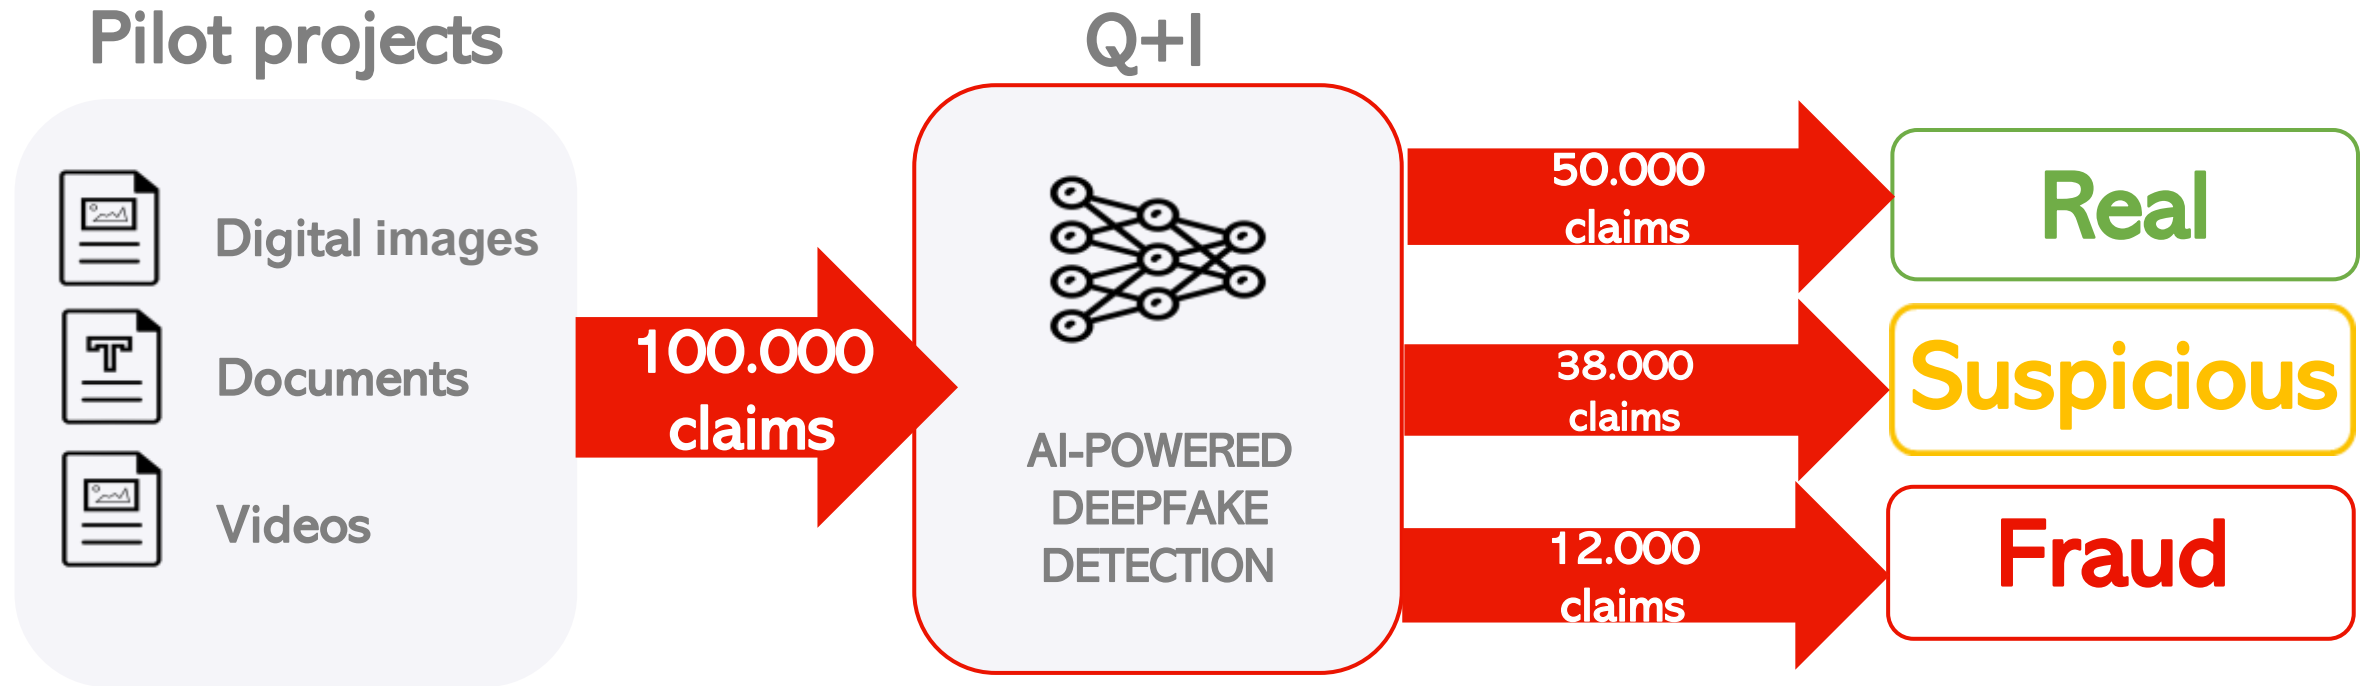 Pilot projects
Digital images
Documents
Videos
100.000
claims
Q+I
AI-POWERED
DEEPFAKE
DETECTION
50.000
claims
Real
38.000
claims
Suspicious
12.000
claims
Fraud